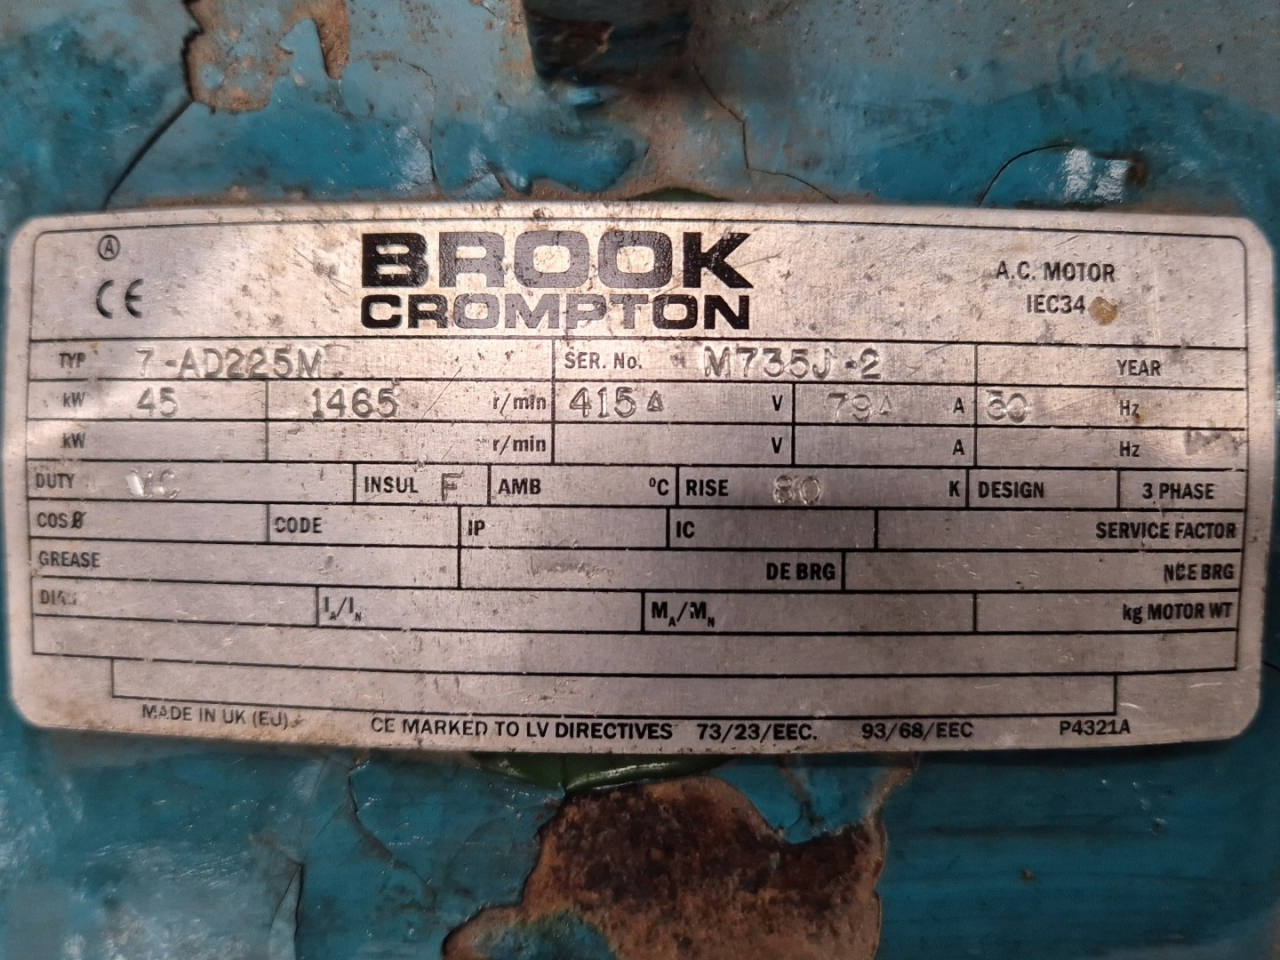 A
CE
BROOK
CROMPTON
A.C. MOTOR
IEC34
TYP 7-AD225M SER. No. M735J-2 YEAR
kW 45 1465 r/min 415 Δ V 79 Δ A 50 Hz
kW r/min V A Hz
DUTY INSUL F AMB °C RISE 80 K DESIGN 3 PHASE
COS Ø CODE IP IC SERVICE FACTOR
GREASE DE BRG NDE BRG
IA/IN MA/MN kg MOTOR WT
MADE IN UK (EU) CE MARKED TO LV DIRECTIVES 73/23/EEC. 93/68/EEC P4321A